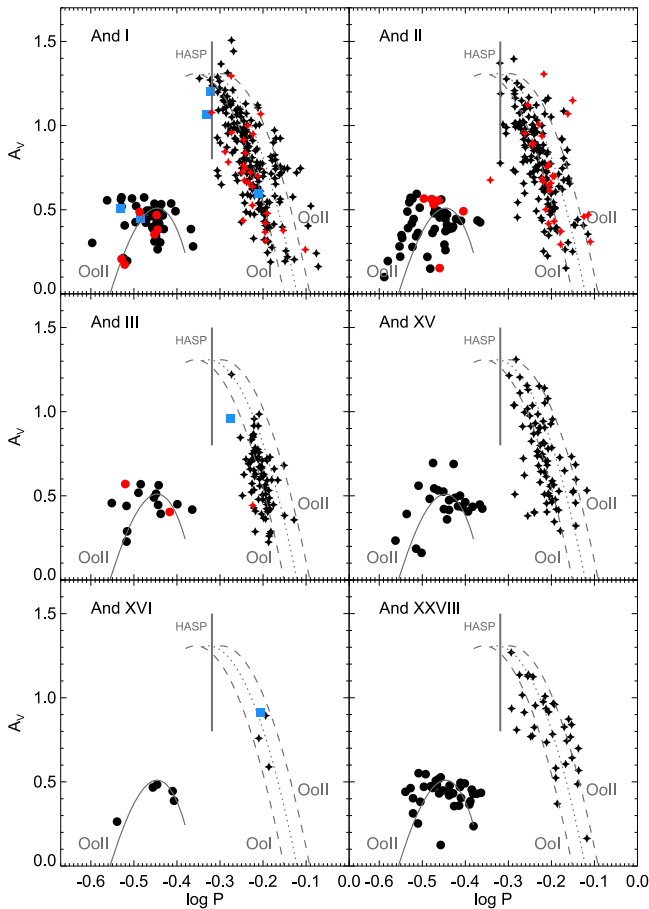 And I
And II
HASP
HASP
1.5
1.0
A_V
0.5
0.0
OoII
OoI
OoII
OoII
OoI
OoII
And III
And XV
HASP
HASP
1.5
1.0
A_V
0.5
0.0
OoII
OoI
OoII
OoII
OoI
OoII
And XVI
And XXVIII
HASP
HASP
1.5
1.0
A_V
0.5
0.0
OoII
OoI
OoII
OoII
OoI
OoII
-0.6 -0.5 -0.4 -0.3 -0.2 -0.1 0.0 -0.6 -0.5 -0.4 -0.3 -0.2 -0.1 0.0
log P
log P